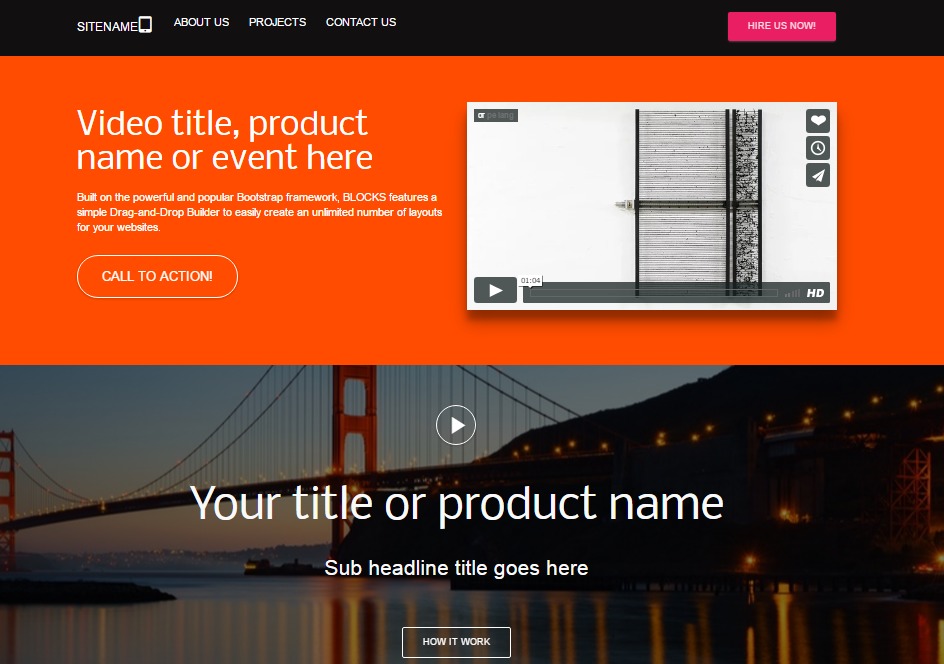 SITENAME
ABOUT US
PROJECTS
CONTACT US
HIRE US NOW!
Video title, product
name or event here
Built on the powerful and popular Bootstrap framework, BLOCKS features a
simple Drag-and-Drop Builder to easily create an unlimited number of layouts
for your websites.
CALL TO ACTION!
01:04
HD
Your title or product name
Sub headline title goes here
HOW IT WORK